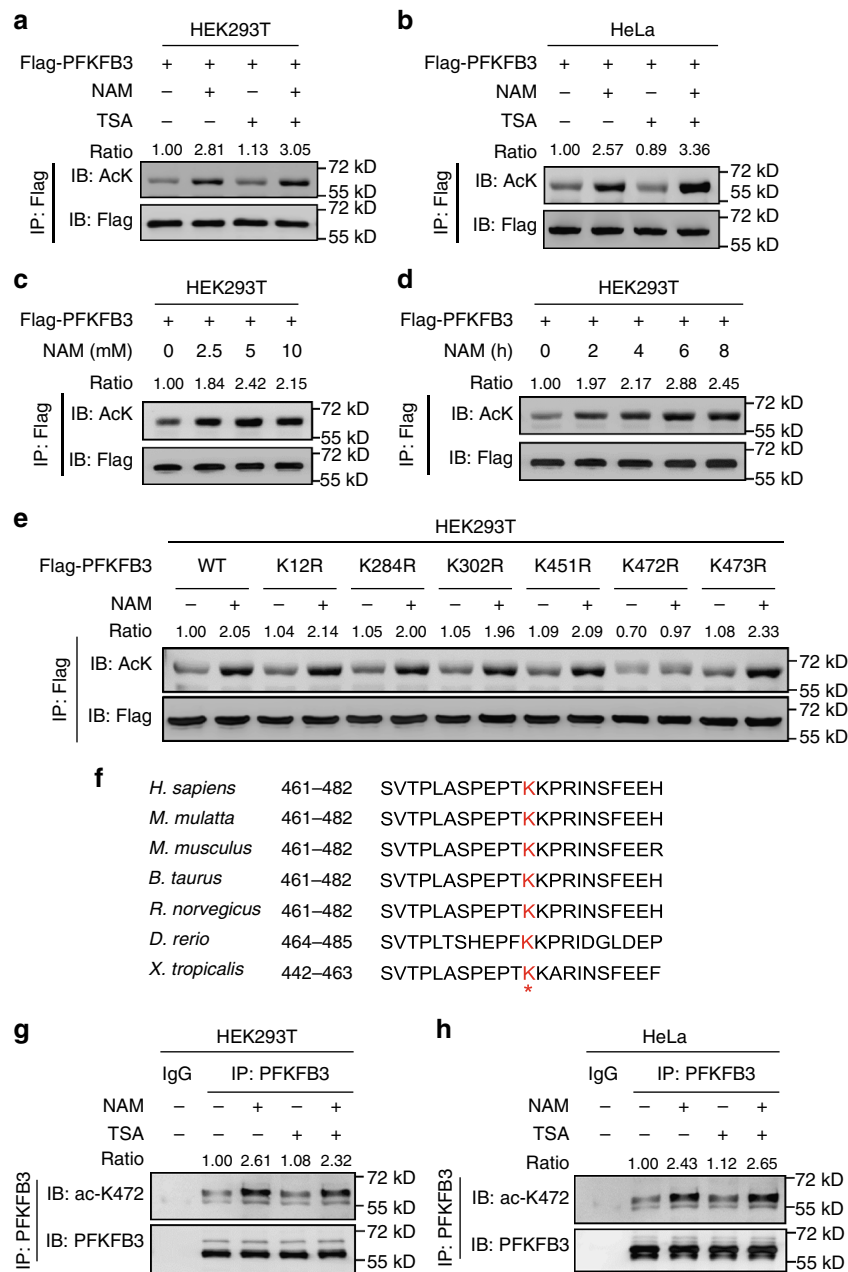 a
HEK293T
Flag-PFKFB3 + + + +
NAM – + – +
TSA – – + +
Ratio 1.00 2.81 1.13 3.05
IP: Flag
IB: AcK
72 kD
55 kD
IB: Flag
72 kD
55 kD
b
HeLa
Flag-PFKFB3 + + + +
NAM – + – +
TSA – – + +
Ratio 1.00 2.57 0.89 3.36
IP: Flag
IB: AcK
72 kD
55 kD
IB: Flag
72 kD
55 kD
c
HEK293T
Flag-PFKFB3 + + + +
NAM (mM) 0 2.5 5 10
Ratio 1.00 1.84 2.42 2.15
IP: Flag
IB: AcK
72 kD
55 kD
IB: Flag
72 kD
55 kD
d
HEK293T
Flag-PFKFB3 + + + + +
NAM (h) 0 2 4 6 8
Ratio 1.00 1.97 2.17 2.88 2.45
IP: Flag
IB: AcK
72 kD
55 kD
IB: Flag
72 kD
55 kD
e
HEK293T
Flag-PFKFB3 WT K12R K284R K302R K451R K472R K473R
NAM – + – + – + – + – + – + – +
Ratio 1.00 2.05 1.04 2.14 1.05 2.00 1.05 1.96 1.09 2.09 0.70 0.97 1.08 2.33
IP: Flag
IB: AcK
72 kD
55 kD
IB: Flag
72 kD
55 kD
f
H. sapiens 461–482 SVTPLASPEPTKKPRINSFEEH
M. mulatta 461–482 SVTPLASPEPTKKPRINSFEEH
M. musculus 461–482 SVTPLASPEPTKKPRINSFEER
B. taurus 461–482 SVTPLASPEPTKKPRINSFEEH
R. norvegicus 461–482 SVTPLASPEPTKKPRINSFEEH
D. rerio 464–485 SVTPLTSHEPFKKPRIDGLDEP
X. tropicalis 442–463 SVTPLASPEPTKKARINSFEEF
*
g
HEK293T
IgG IP: PFKFB3
NAM – – + – +
TSA – – – + +
Ratio 1.00 2.61 1.08 2.32
IP: PFKFB3
IB: ac-K472
72 kD
55 kD
IB: PFKFB3
72 kD
55 kD
h
HeLa
IgG IP: PFKFB3
NAM – – + – +
TSA – – – + +
Ratio 1.00 2.43 1.12 2.65
IP: PFKFB3
IB: ac-K472
72 kD
55 kD
IB: PFKFB3
72 kD
55 kD